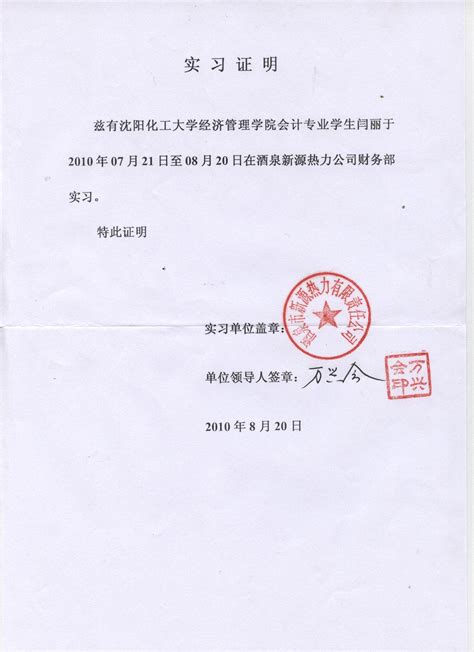 实习证明
兹有沈阳化工大学经济管理学院会计专业学生闫丽于
2010年07月21日至08月20日在酒泉新源热力公司财务部
实习。
特此证明
酒泉市新源热力有限责任公司
实习单位盖章：
单位领导人签章：万兴会
万兴
会印
2010年8月20日